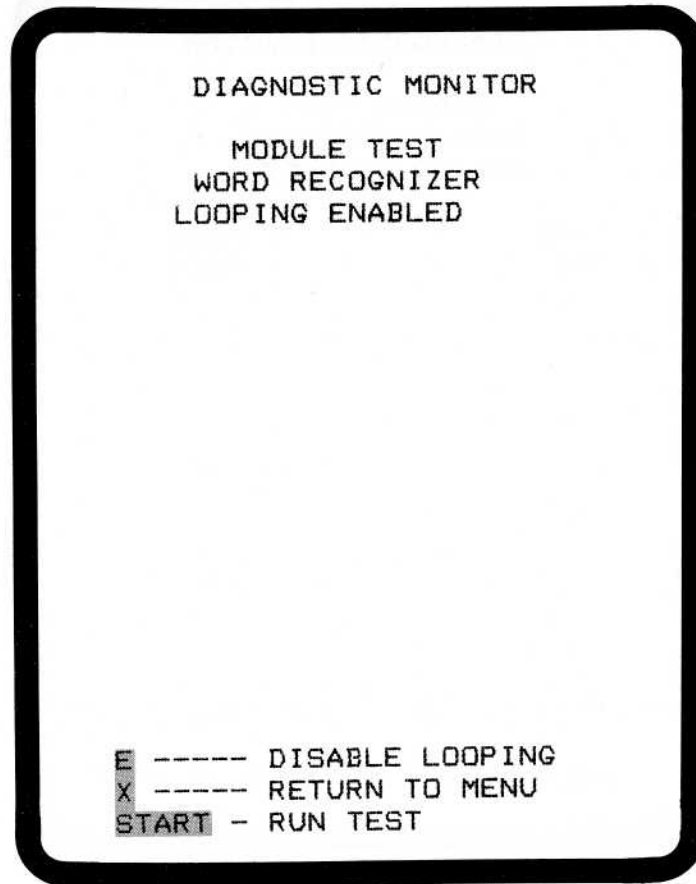 DIAGNOSTIC MONITOR
MODULE TEST
WORD RECOGNIZER
LOOPING ENABLED
E ----- DISABLE LOOPING
X ----- RETURN TO MENU
START - RUN TEST